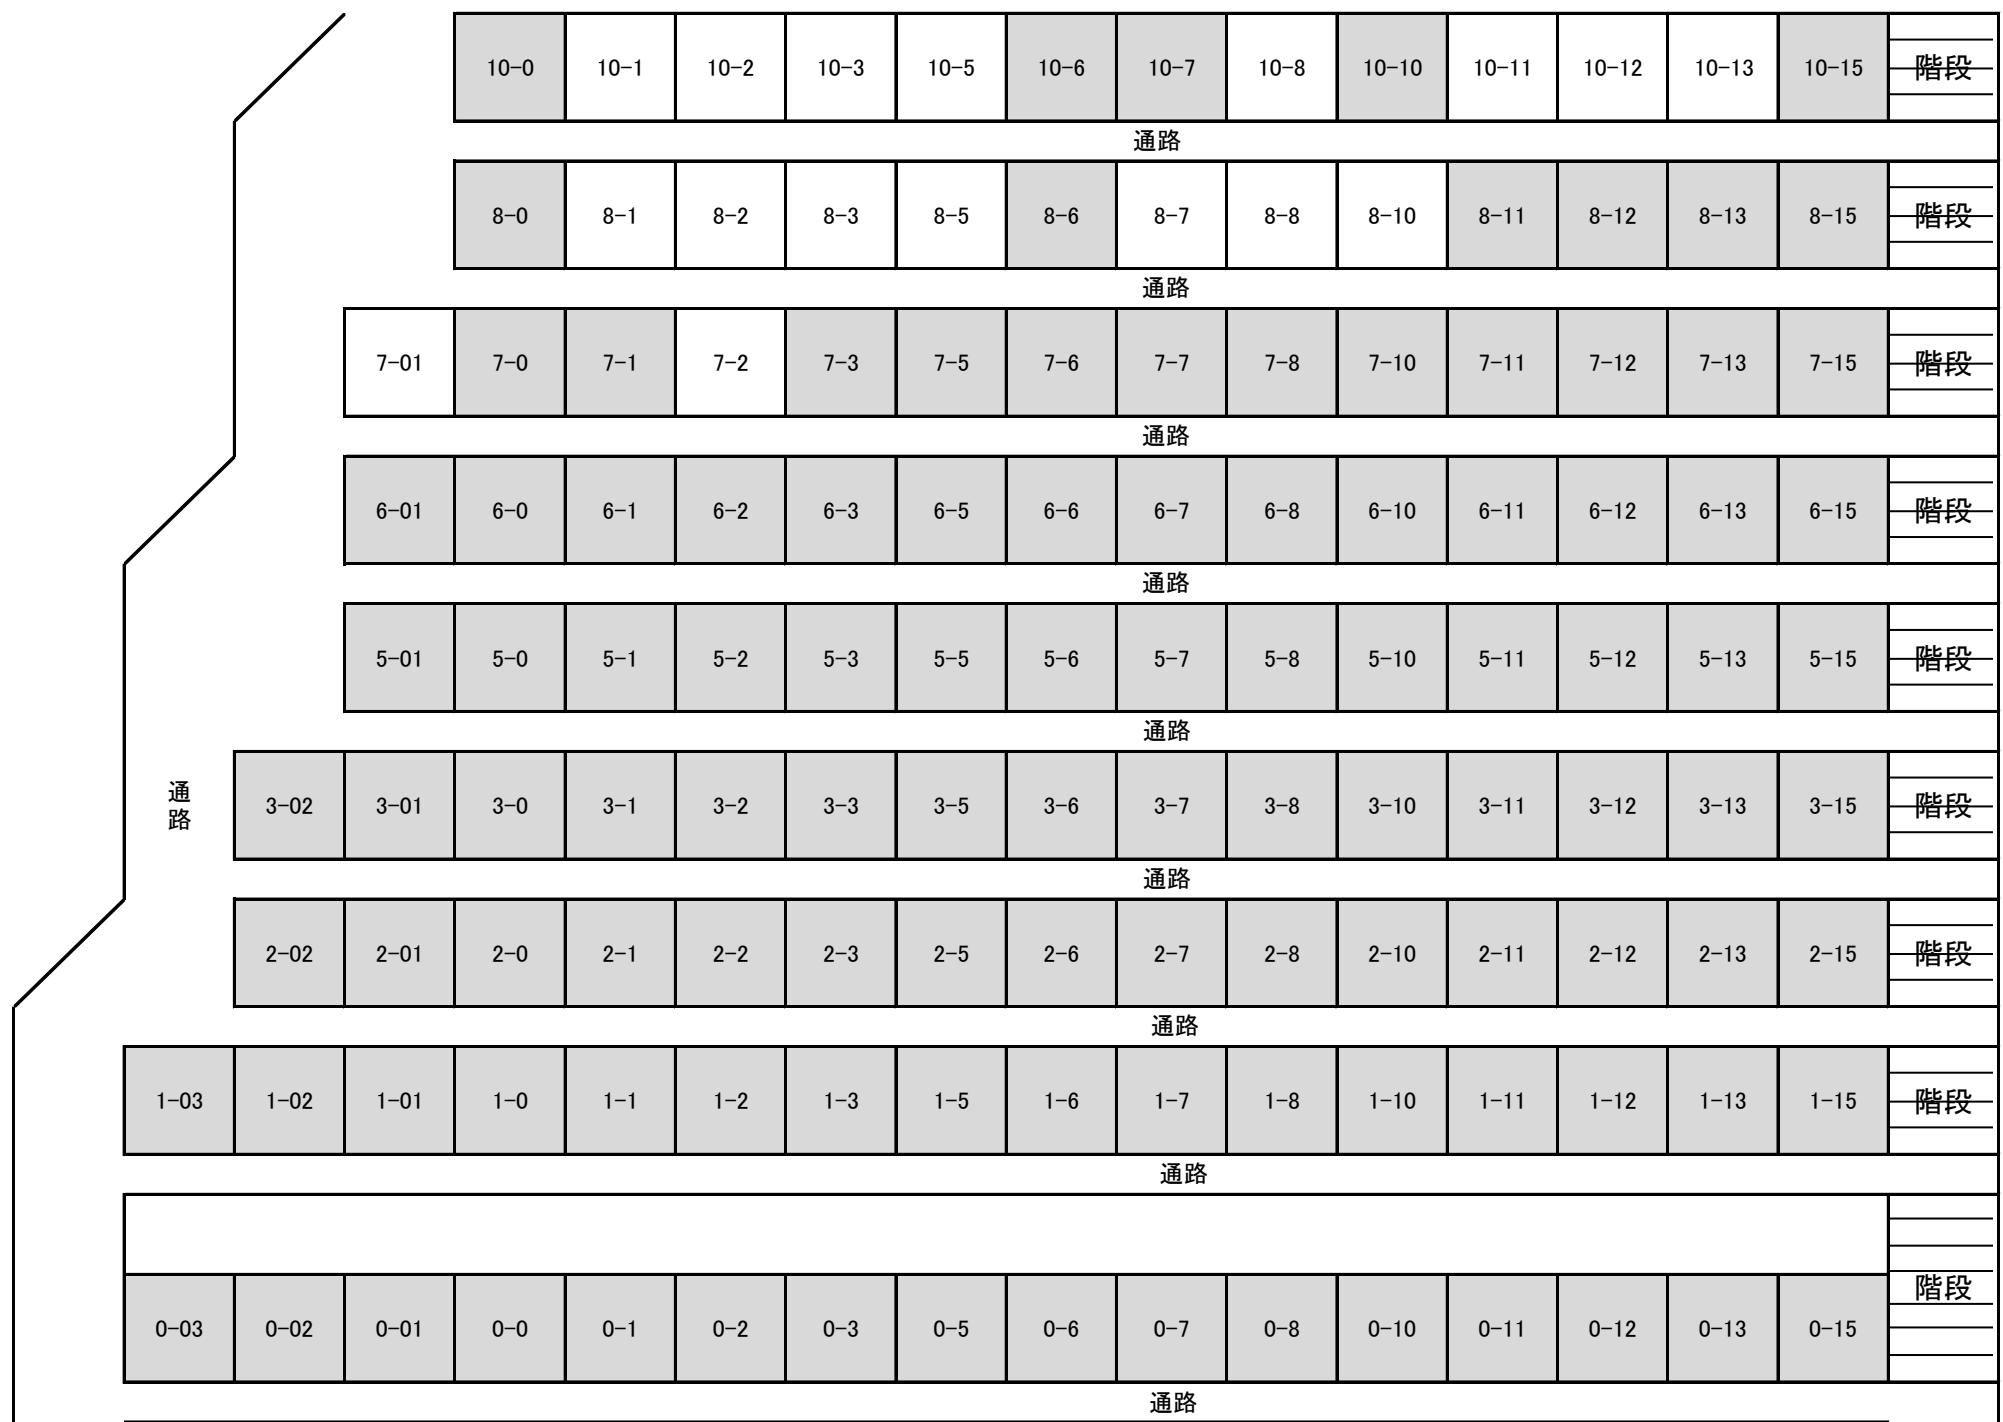 10-0 10-1 10-2 10-3 10-5 10-6 10-7 10-8 10-10 10-11 10-12 10-13 10-15 階段
通路
8-0 8-1 8-2 8-3 8-5 8-6 8-7 8-8 8-10 8-11 8-12 8-13 8-15 階段
通路
7-01 7-0 7-1 7-2 7-3 7-5 7-6 7-7 7-8 7-10 7-11 7-12 7-13 7-15 階段
通路
6-01 6-0 6-1 6-2 6-3 6-5 6-6 6-7 6-8 6-10 6-11 6-12 6-13 6-15 階段
通路
5-01 5-0 5-1 5-2 5-3 5-5 5-6 5-7 5-8 5-10 5-11 5-12 5-13 5-15 階段
通路
通路
3-02 3-01 3-0 3-1 3-2 3-3 3-5 3-6 3-7 3-8 3-10 3-11 3-12 3-13 3-15 階段
通路
2-02 2-01 2-0 2-1 2-2 2-3 2-5 2-6 2-7 2-8 2-10 2-11 2-12 2-13 2-15 階段
通路
1-03 1-02 1-01 1-0 1-1 1-2 1-3 1-5 1-6 1-7 1-8 1-10 1-11 1-12 1-13 1-15 階段
通路
階段
0-03 0-02 0-01 0-0 0-1 0-2 0-3 0-5 0-6 0-7 0-8 0-10 0-11 0-12 0-13 0-15
通路